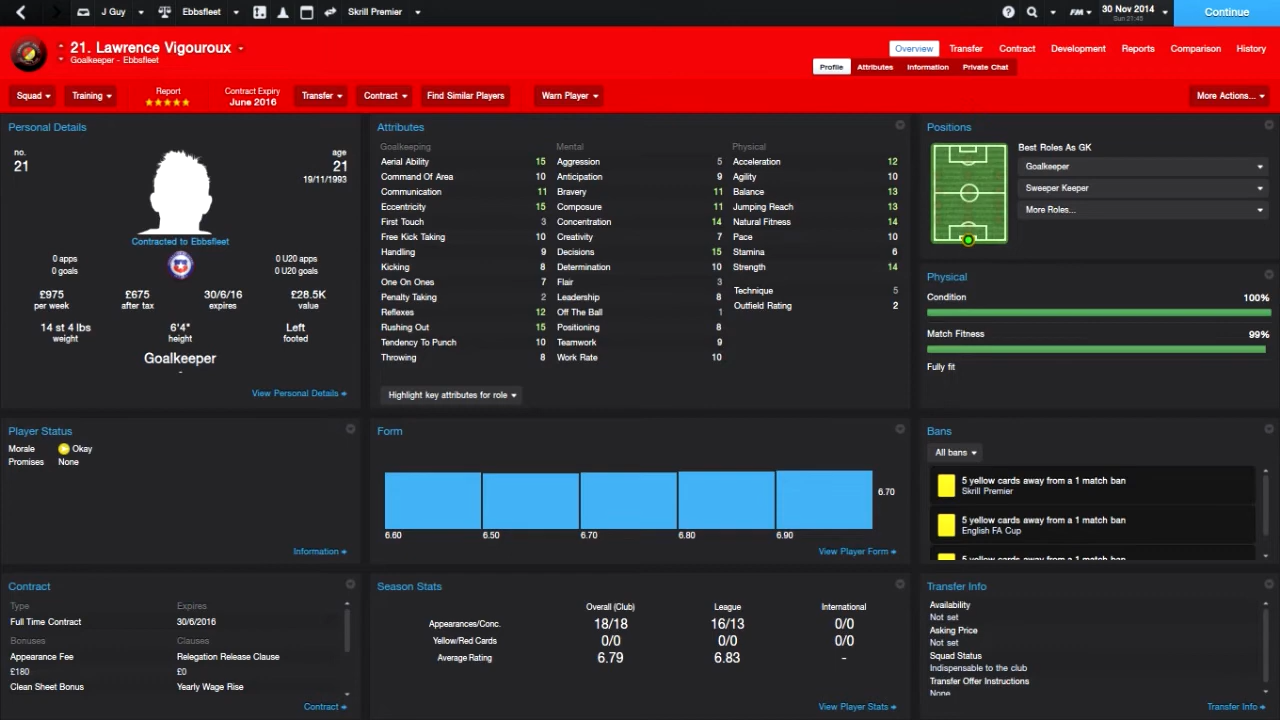 J Guy
Ebbsfleet
Skrill Premier
FM
30 Nov 2014
Sun 21:45
Continue
21. Lawrence Vigouroux
Goalkeeper - Ebbsfleet
Overview Transfer Contract Development Reports Comparison History
Profile Attributes Information Private Chat
Squad Training
Report
Contract Expiry
June 2016
Transfer Contract Find Similar Players Warn Player More Actions...
Personal Details
no.
21
age
21
19/11/1993
Contracted to Ebbsfleet
0 apps
0 goals
0 U20 apps
0 U20 goals
£975 £675 30/6/16 £28.5K
per week after tax expires value
14 st 4 lbs 6'4" Left
weight height footed
Goalkeeper
-
View Personal Details
Attributes
Goalkeeping Mental Physical
Aerial Ability 15 Aggression 5 Acceleration 12
Command Of Area 10 Anticipation 9 Agility 10
Communication 11 Bravery 11 Balance 13
Eccentricity 15 Composure 11 Jumping Reach 13
First Touch 3 Concentration 14 Natural Fitness 14
Free Kick Taking 10 Creativity 7 Pace 10
Handling 9 Decisions 15 Stamina 6
Kicking 8 Determination 10 Strength 14
One On Ones 7 Flair 3
Technique 5
Penalty Taking 2 Leadership 8
Outfield Rating 2
Reflexes 12 Off The Ball 1
Rushing Out 15 Positioning 8
Tendency To Punch 10 Teamwork 9
Throwing 8 Work Rate 10
Highlight key attributes for role
Positions
Best Roles As GK
Goalkeeper
Sweeper Keeper
More Roles...
Physical
Condition 100%
Match Fitness 99%
Fully fit
Player Status
Morale Okay
Promises None
Information
Form
6.70
6.60 6.50 6.70 6.80 6.90
View Player Form
Bans
All bans
5 yellow cards away from a 1 match ban
Skrill Premier
5 yellow cards away from a 1 match ban
English FA Cup
5 yellow cards away from a 1 match ban
Contract
Type Expires
Full Time Contract 30/6/2016
Bonuses Clauses
Appearance Fee Relegation Release Clause
£180 £0
Clean Sheet Bonus Yearly Wage Rise
Contract
Season Stats
Overall (Club) League International
Appearances/Conc. 18/18 16/13 0/0
Yellow/Red Cards 0/0 0/0 0/0
Average Rating 6.79 6.83 -
View Player Stats
Transfer Info
Availability
Not set
Asking Price
Not set
Squad Status
Indispensable to the club
Transfer Offer Instructions
None
Transfer Info